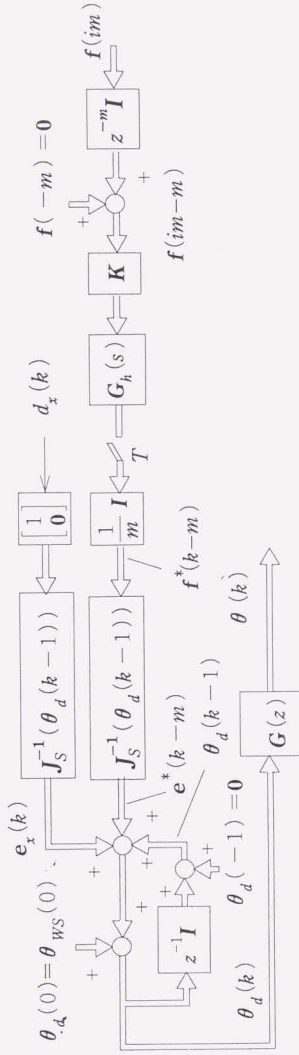 θ_d(0)=θ_WS(0)
e_x(k)
J_S^{-1}(θ_d(k-1))
[1 0]
d_x(k)
f(-m)=0
f(im)
z^{-m} I
f(im-m)
K
G_h(s)
T
1/m I
f*(k-m)
J_S^{-1}(θ_d(k-1))
e*(k-m)
θ_d(k-1)
z^{-1} I
θ_d(-1)=0
θ_d(k)
G(z)
θ(k)
+
+
+
+
+
+
+
+
+